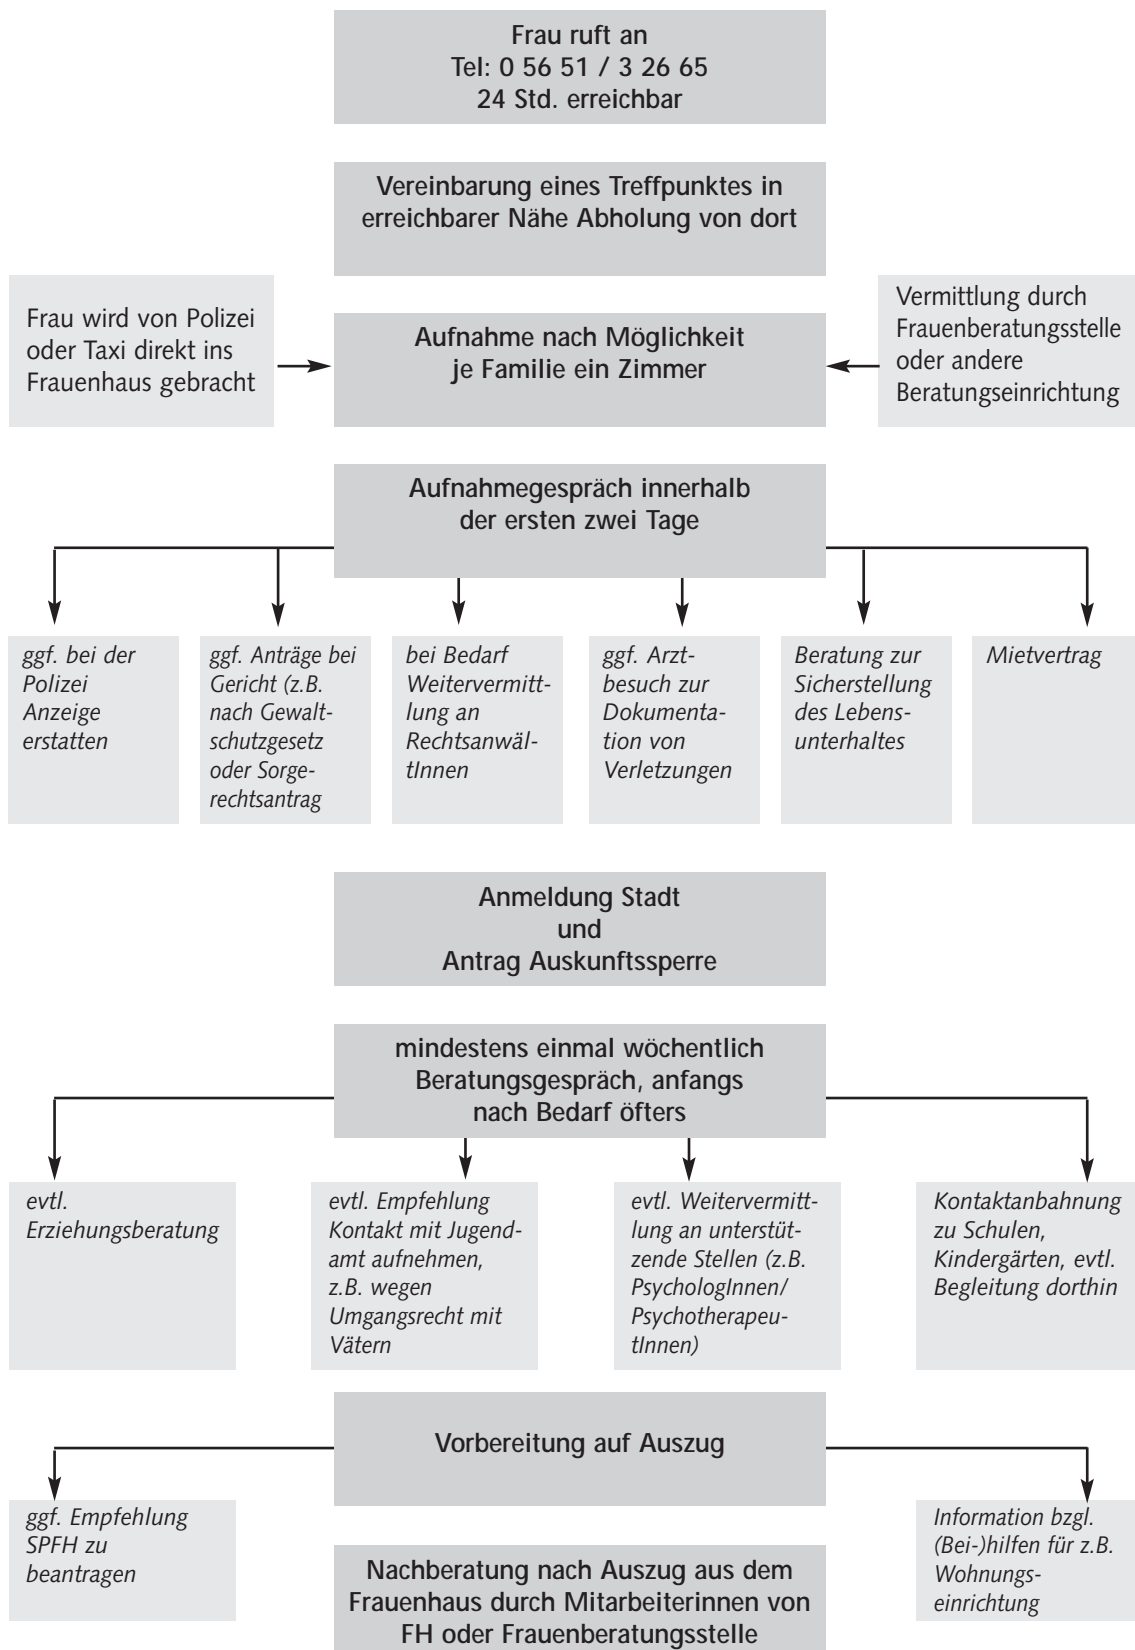 Frau ruft an
Tel: 0 56 51 / 3 26 65
24 Std. erreichbar
Vereinbarung eines Treffpunktes in
erreichbarer Nähe Abholung von dort
Frau wird von Polizei
oder Taxi direkt ins
Frauenhaus gebracht
Aufnahme nach Möglichkeit
je Familie ein Zimmer
Vermittlung durch
Frauenberatungsstelle
oder andere
Beratungseinrichtung
Aufnahmegespräch innerhalb
der ersten zwei Tage
ggf. bei der
Polizei
Anzeige
erstatten
ggf. Anträge bei
Gericht (z.B.
nach Gewalt-
schutzgesetz
oder Sorge-
rechtsantrag
bei Bedarf
Weitervermitt-
lung an
Rechtsanwäl-
tInnen
ggf. Arzt-
besuch zur
Dokumenta-
tion von
Verletzungen
Beratung zur
Sicherstellung
des Lebens-
unterhaltes
Mietvertrag
Anmeldung Stadt
und
Antrag Auskunftssperre
mindestens einmal wöchentlich
Beratungsgespräch, anfangs
nach Bedarf öfters
evtl.
Erziehungsberatung
evtl. Empfehlung
Kontakt mit Jugend-
amt aufnehmen,
z.B. wegen
Umgangsrecht mit
Vätern
evtl. Weitervermitt-
lung an unterstüt-
zende Stellen (z.B.
PsychologInnen/
Psychotherapeu-
tInnen)
Kontaktanbahnung
zu Schulen,
Kindergärten, evtl.
Begleitung dorthin
Vorbereitung auf Auszug
ggf. Empfehlung
SPFH zu
beantragen
Information bzgl.
(Bei-)hilfen für z.B.
Wohnungs-
einrichtung
Nachberatung nach Auszug aus dem
Frauenhaus durch Mitarbeiterinnen von
FH oder Frauenberatungsstelle